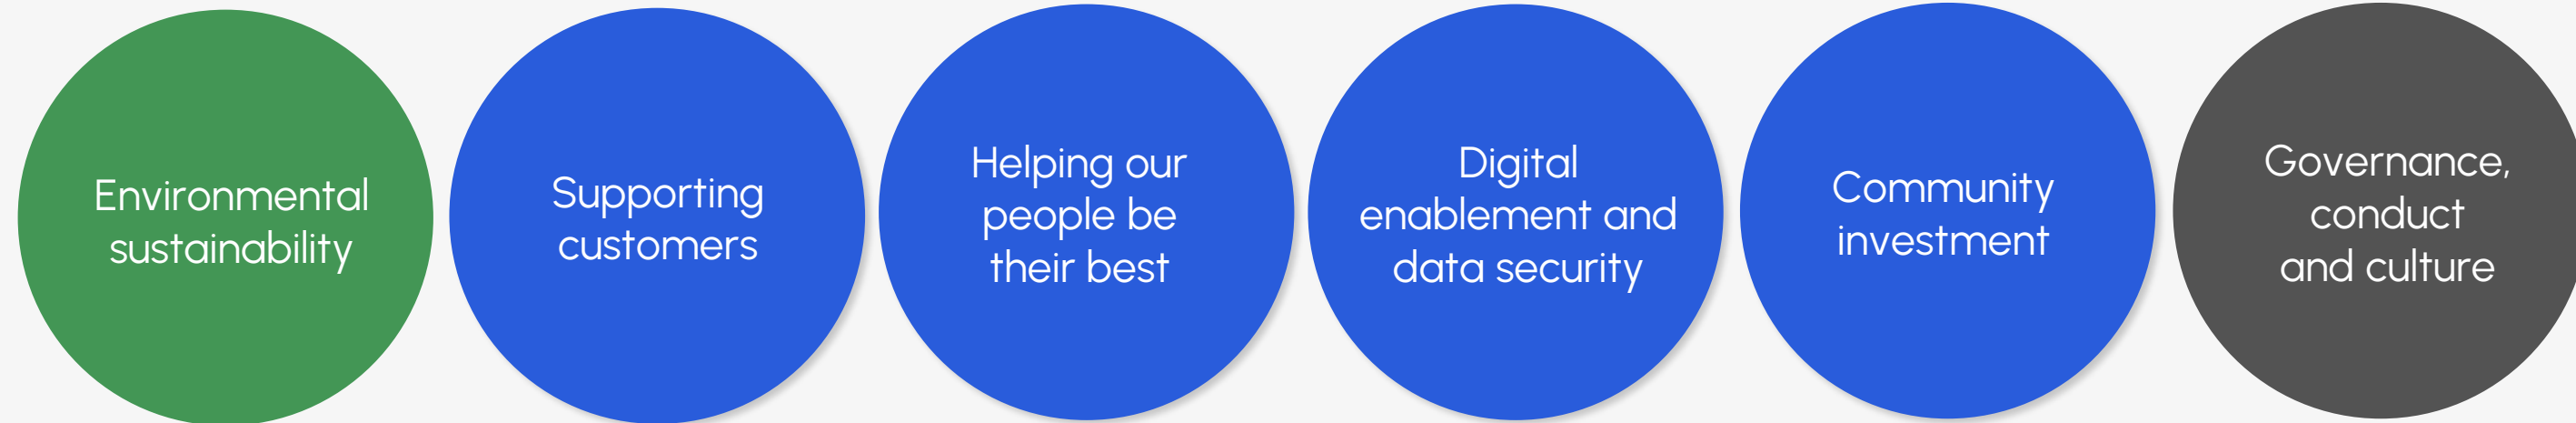 Environmental
sustainability
Supporting
customers
Helping our
people be
their best
Digital
enablement and
data security
Community
investment
Governance,
conduct
and culture